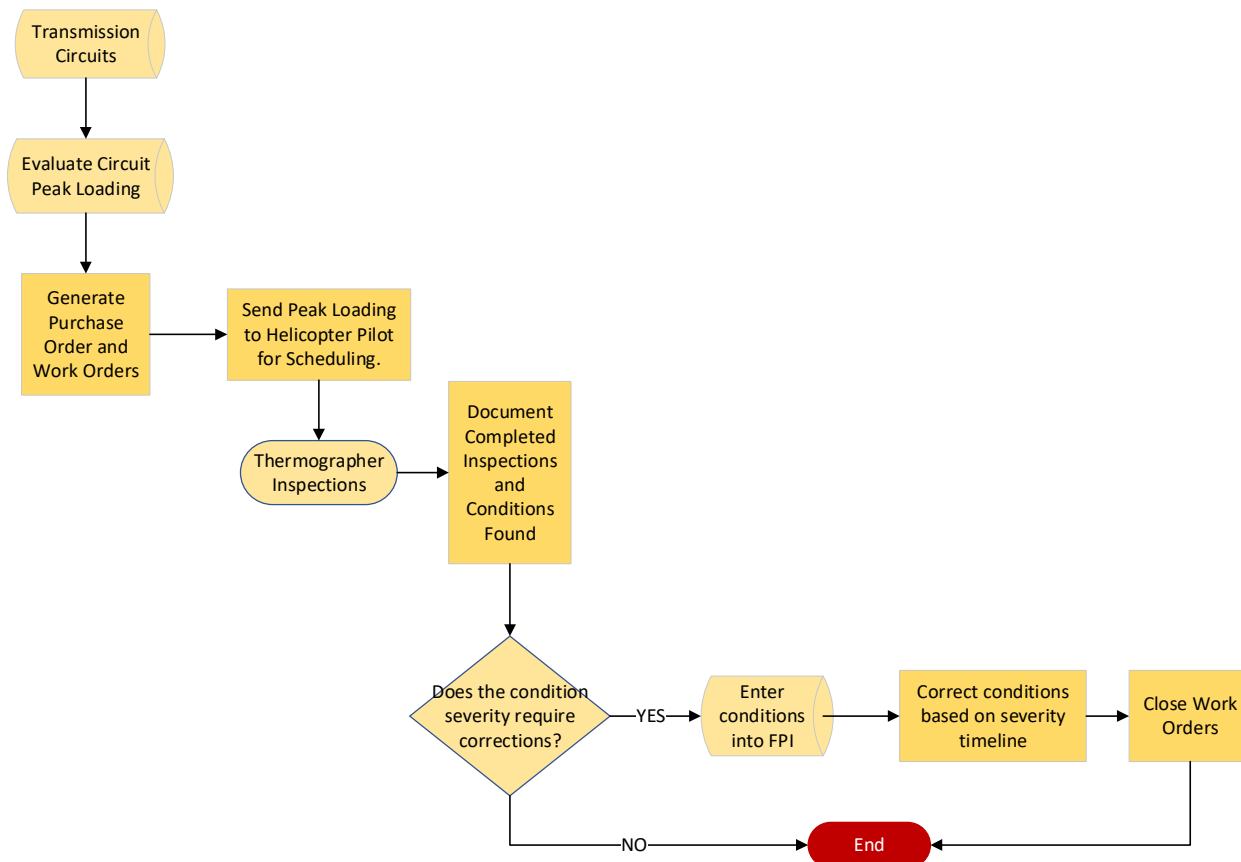 Transmission
Circuits
Evaluate Circuit
Peak Loading
Generate
Purchase
Order and
Work Orders
Send Peak Loading
to Helicopter Pilot
for Scheduling.
Thermographer
Inspections
Document
Completed
Inspections
and
Conditions
Found
Does the condition
severity require
corrections?
YES
Enter
conditions
into FPI
Correct conditions
based on severity
timeline
Close Work
Orders
NO
End